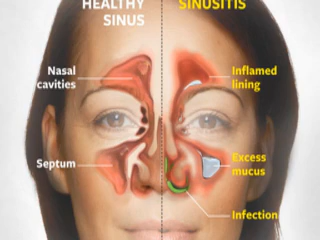 HEALTHY
SINUS
SINUSITIS
Nasal
cavities
Septum
Inflamed
lining
Excess
mucus
Infection